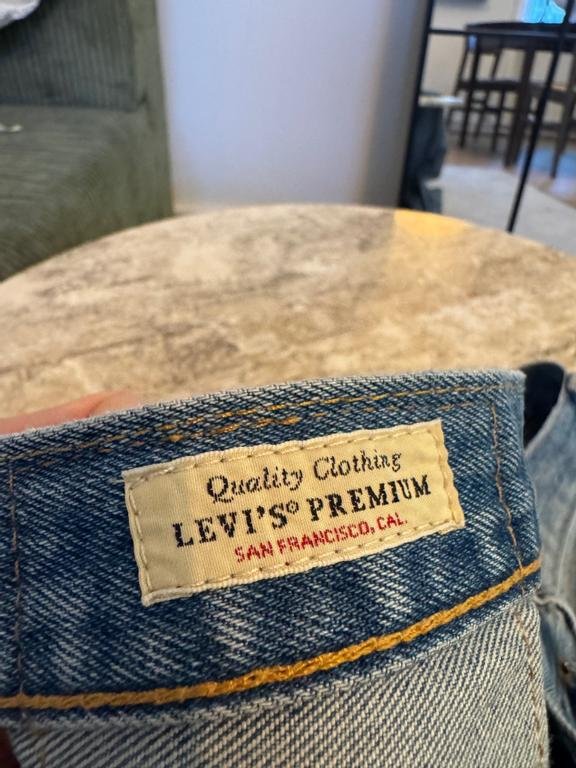 Quality Clothing
LEVI'S® PREMIUM
SAN FRANCISCO, CAL.